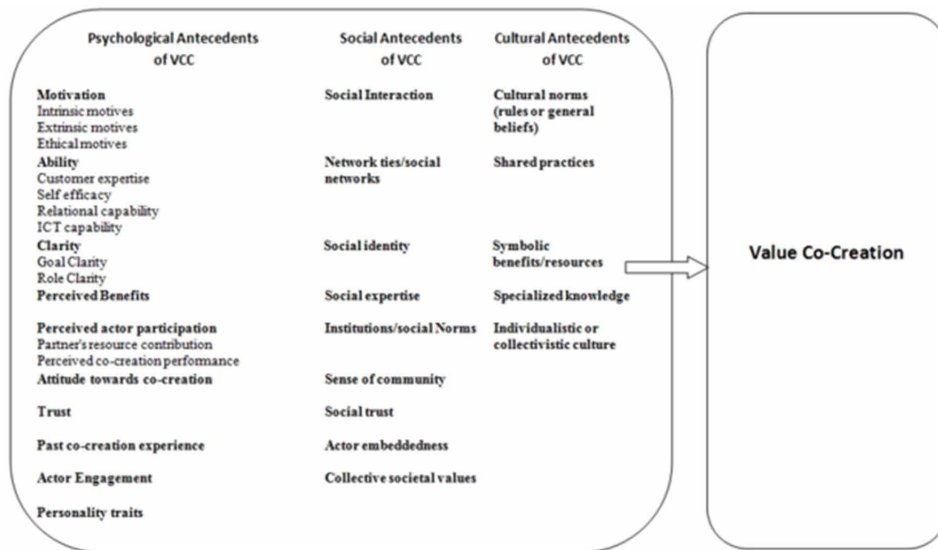 Psychological Antecedents
of VCC
Motivation
Intrinsic motives
Extrinsic motives
Ethical motives
Ability
Customer expertise
Self efficacy
Relational capability
ICT capability
Clarity
Goal Clarity
Role Clarity
Perceived Benefits
Perceived actor participation
Partner's resource contribution
Perceived co-creation performance
Attitude towards co-creation
Trust
Past co-creation experience
Actor Engagement
Personality traits
Social Antecedents
of VCC
Social Interaction
Network ties/social
networks
Social identity
Social expertise
Institutions/social Norms
Sense of community
Social trust
Actor embeddedness
Collective societal values
Cultural Antecedents
of VCC
Cultural norms
(rules or general
beliefs)
Shared practices
Symbolic
benefits/resources
Specialized knowledge
Individualistic or
collectivistic culture
Value Co-Creation